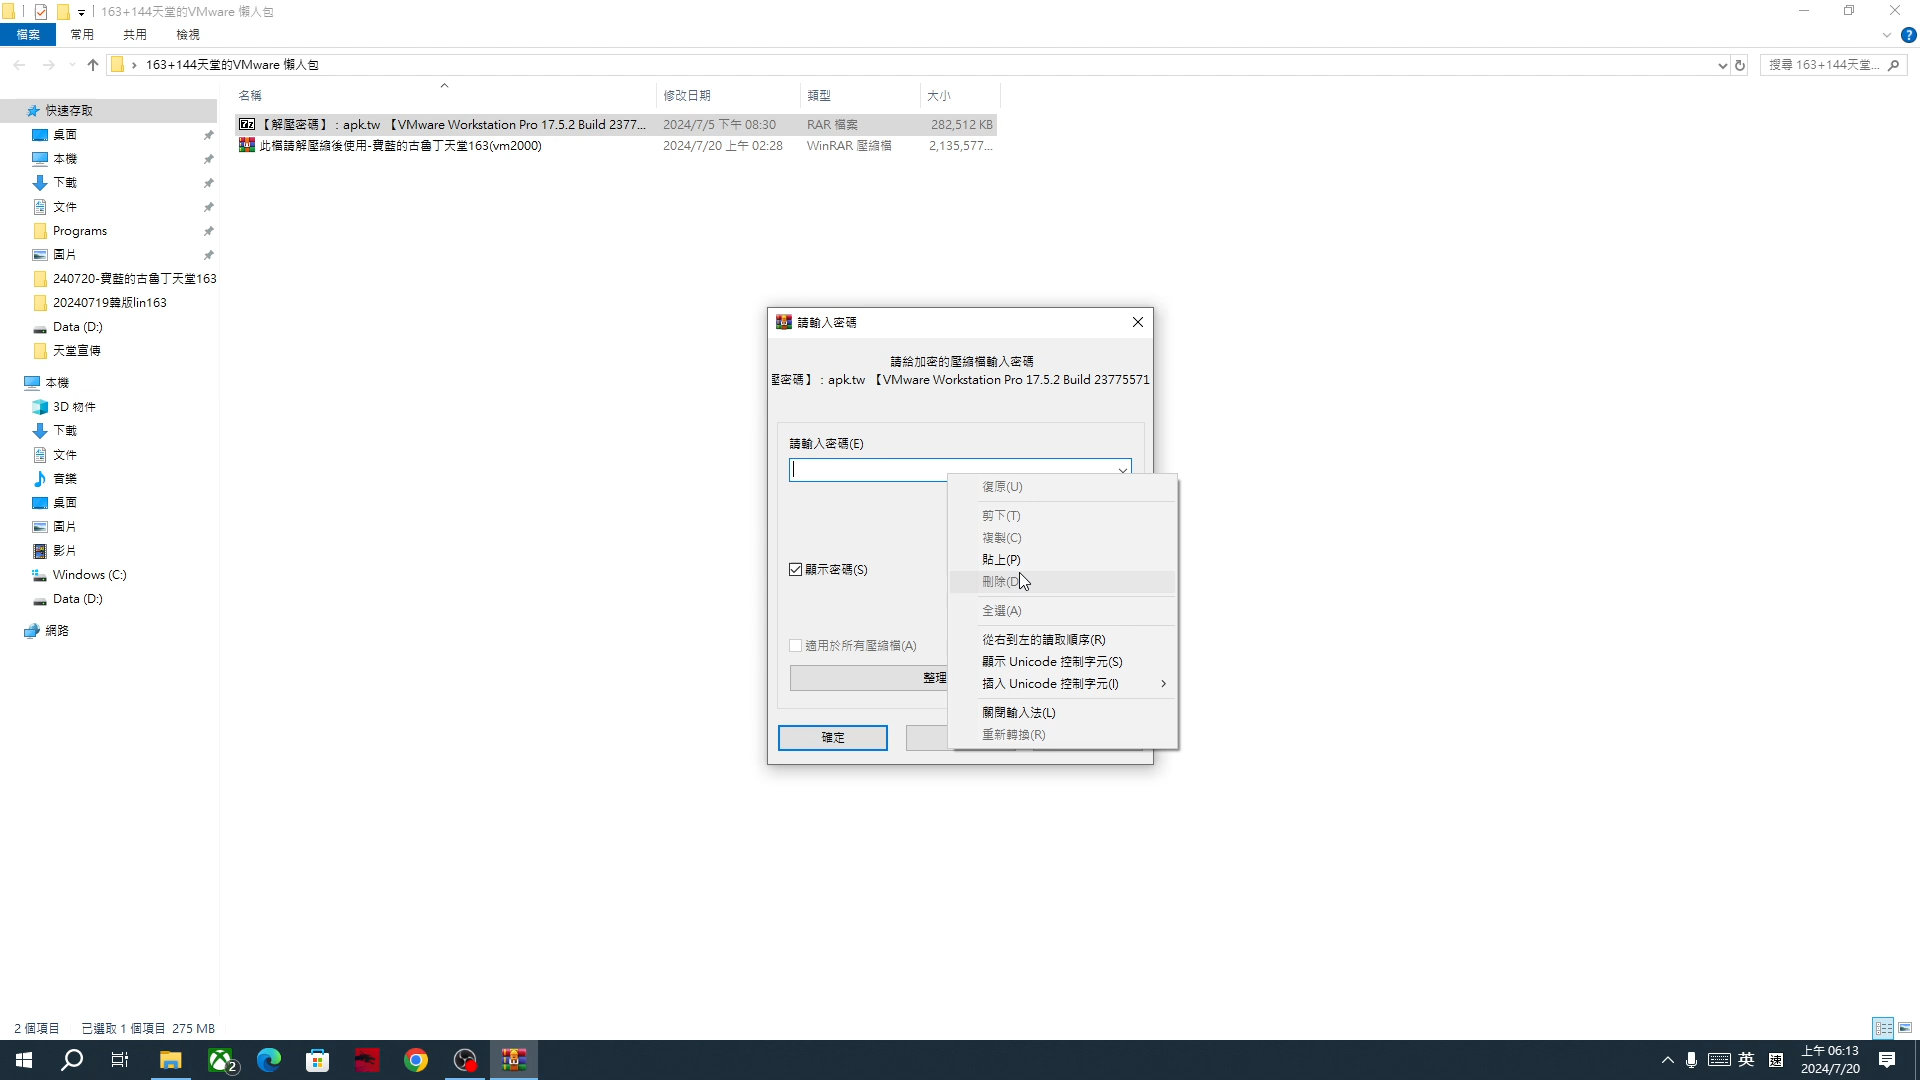 163+144天堂的VMware 懶人包
檔案 常用 共用 檢視
163+144天堂的VMware 懶人包
搜尋 163+144天堂...
名稱 修改日期 類型 大小
【解壓密碼】：apk.tw 【VMware Workstation Pro 17.5.2 Build 2377... 2024/7/5 下午 08:30 RAR 檔案 282,512 KB
此檔請解壓縮後使用-寶藍的古魯丁天堂163(vm2000) 2024/7/20 上午 02:28 WinRAR 壓縮檔 2,135,577...
快速存取
桌面
本機
下載
文件
Programs
圖片
240720-寶藍的古魯丁天堂163
20240719韓版lin163
Data (D:)
天堂宣傳
本機
3D 物件
下載
文件
音樂
桌面
圖片
影片
Windows (C:)
Data (D:)
網路
請輸入密碼
請給加密的壓縮檔輸入密碼
壓密碼】：apk.tw 【VMware Workstation Pro 17.5.2 Build 23775571
請輸入密碼(E)
顯示密碼(S)
適用於所有壓縮檔(A)
整理
確定
復原(U)
剪下(T)
複製(C)
貼上(P)
刪除(D
全選(A)
從右到左的讀取順序(R)
顯示 Unicode 控制字元(S)
插入 Unicode 控制字元(I)
關閉輸入法(L)
重新轉換(R)
2 個項目 已選取 1 個項目 275 MB
2
英
速
上午 06:13
2024/7/20